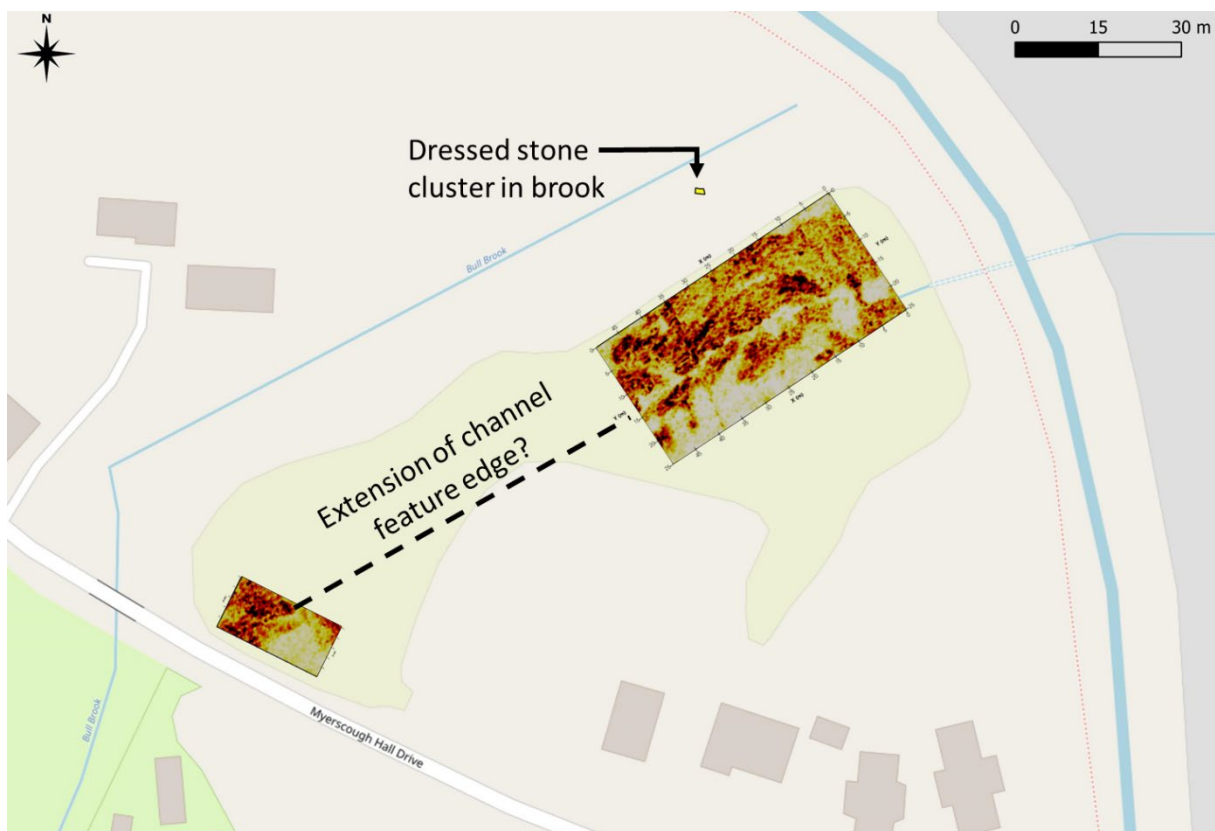 N
0 15 30 m
Dressed stone
cluster in brook
Bull Brook
Extension of channel
feature edge?
Myerscough Hall Drive
Bull Brook
X (m)
Y (m)
Y (m)
X (m)